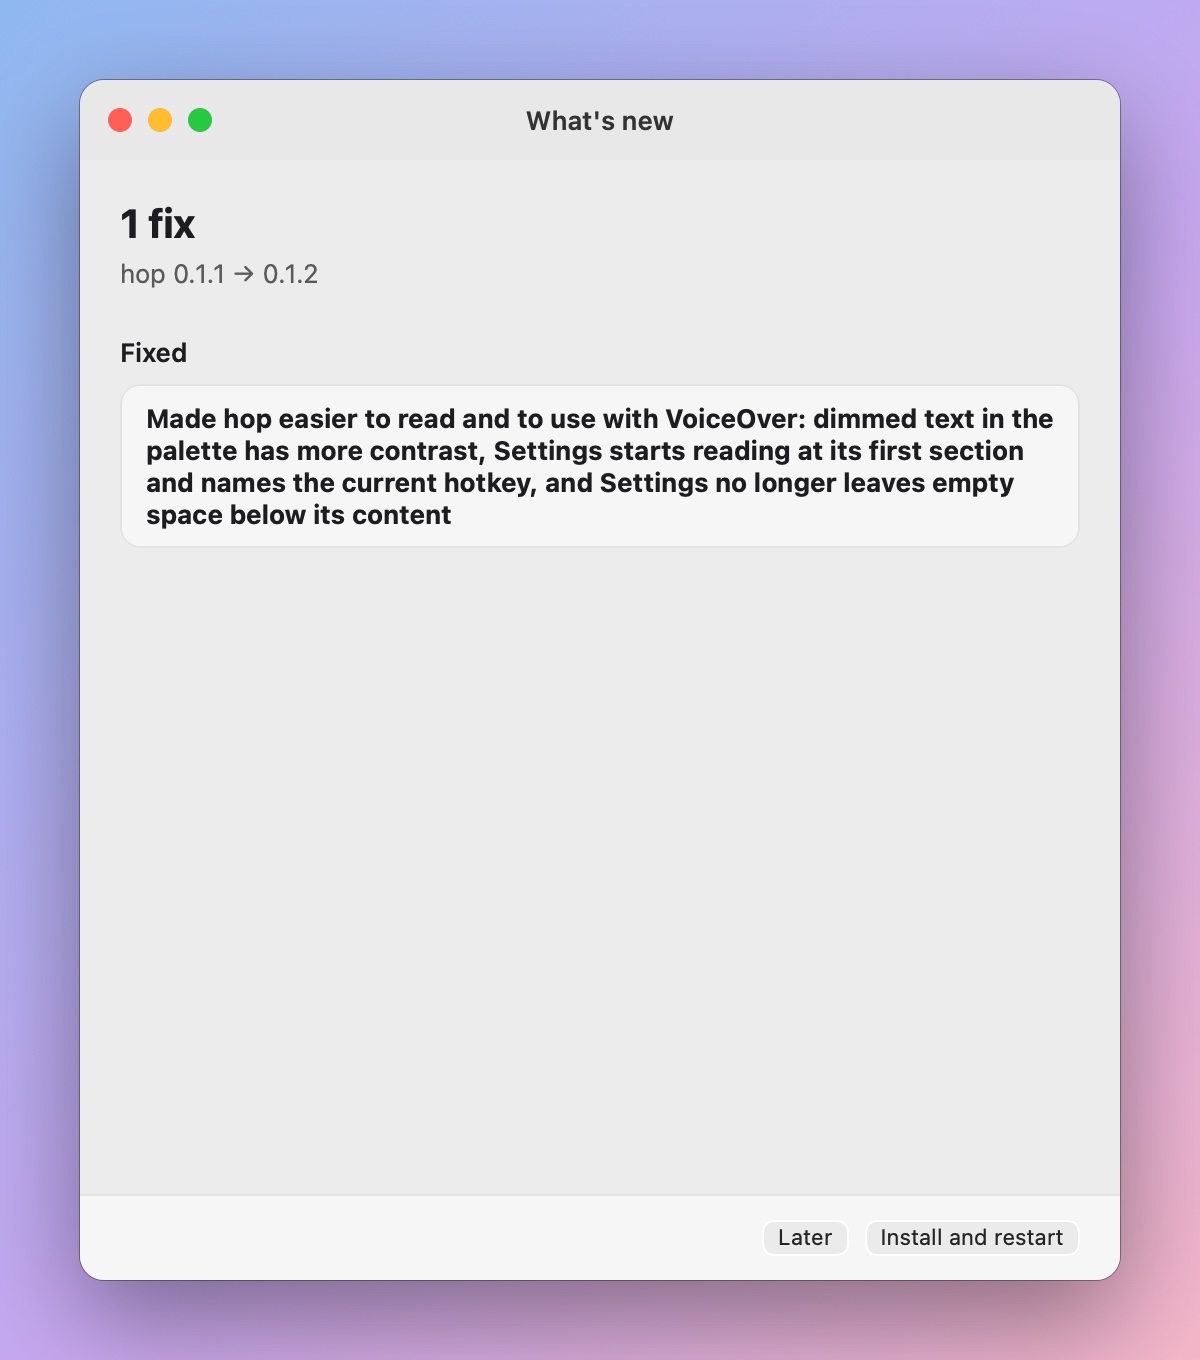 What's new
1 fix
hop 0.1.1 → 0.1.2
Fixed
Made hop easier to read and to use with VoiceOver: dimmed text in the
palette has more contrast, Settings starts reading at its first section
and names the current hotkey, and Settings no longer leaves empty
space below its content
Later
Install and restart